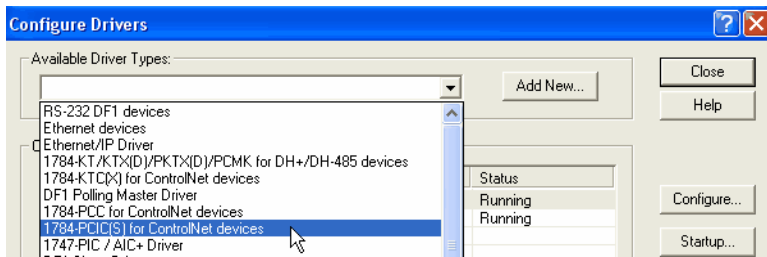 Configure Drivers
Available Driver Types:
Add New...
Close
Help
RS-232 DF1 devices
Ethernet devices
Ethernet/IP Driver
1784-KT/KTX(D)/PKTX(D)/PCMK for DH+/DH-485 devices
1784-KTC(X) for ControlNet devices
DF1 Polling Master Driver
1784-PCC for ControlNet devices
1784-PCIC(S) for ControlNet devices
1747-PIC / AIC+ Driver
Status
Running
Running
Configure...
Startup...